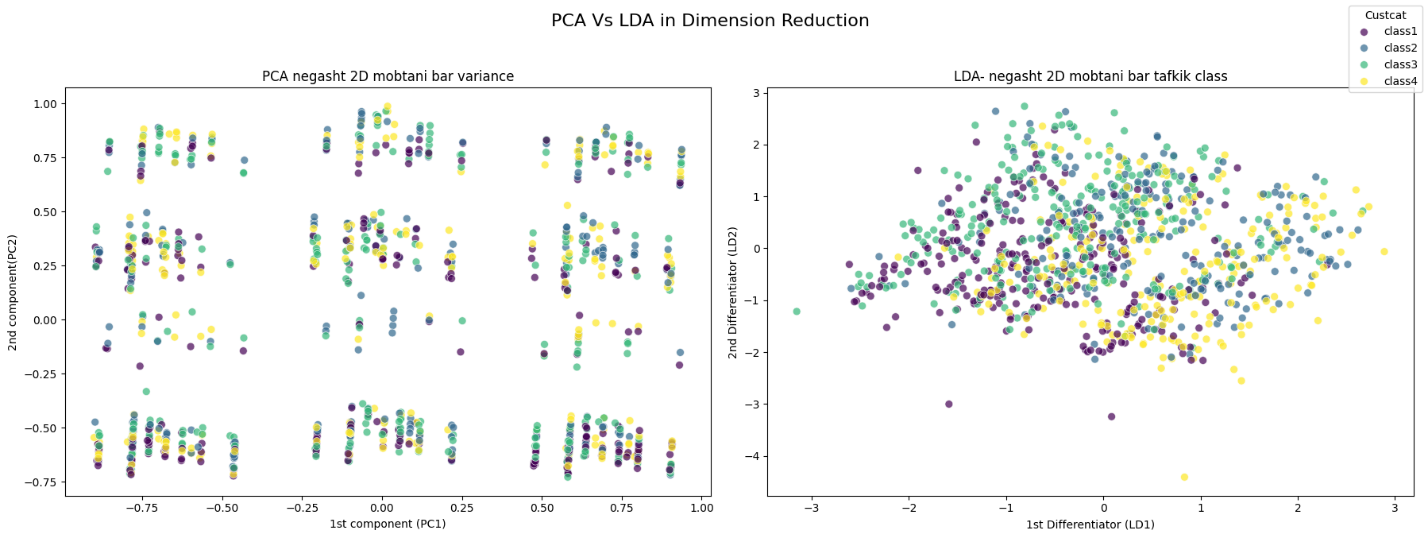 PCA Vs LDA in Dimension Reduction
Custcat
class1
class2
class3
class4
PCA negasht 2D mobtani bar variance
1.00
0.75
0.50
0.25
0.00
−0.25
−0.50
−0.75
2nd component(PC2)
−0.75
−0.50
−0.25
0.00
0.25
0.50
0.75
1.00
1st component (PC1)
LDA- negasht 2D mobtani bar tafkik class
3
2
1
0
−1
−2
−3
−4
2nd Differentiator (LD2)
−3
−2
−1
0
1
2
3
1st Differentiator (LD1)